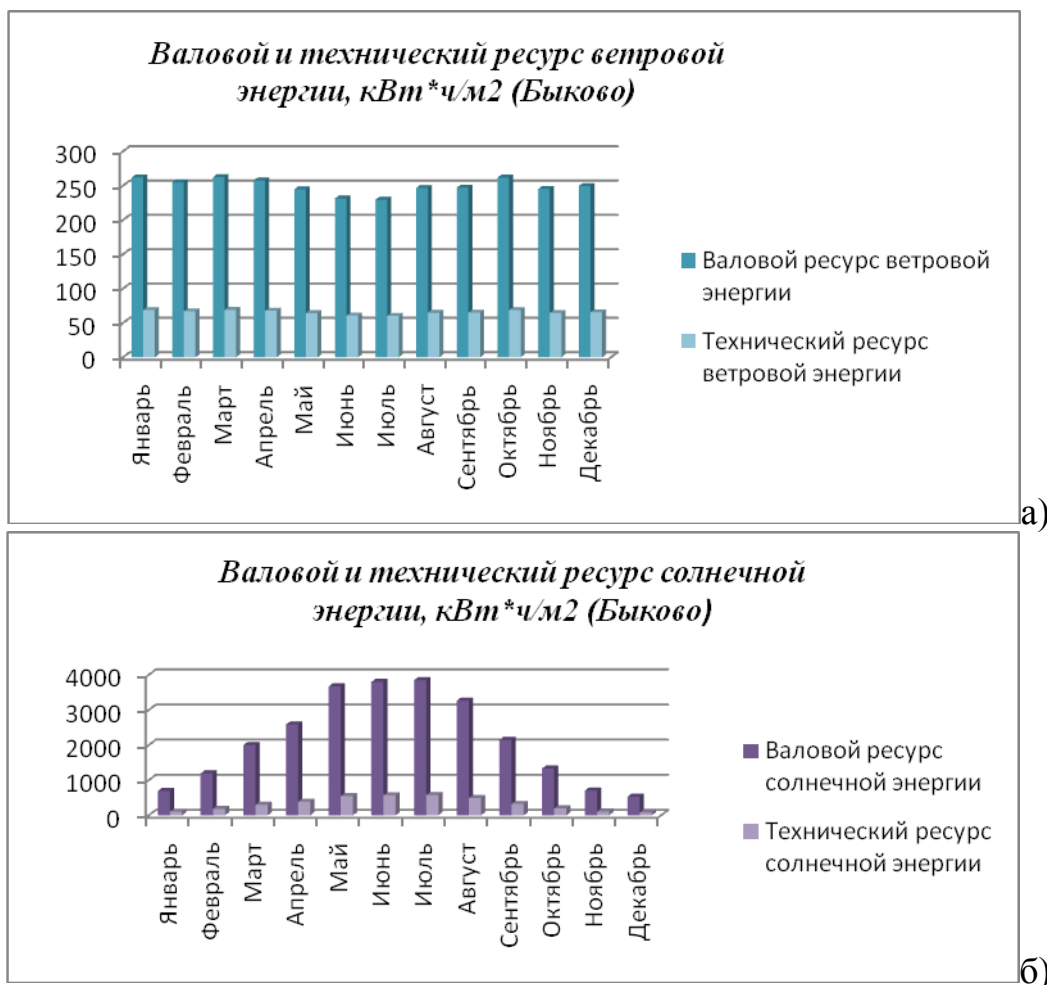 Валовой и технический ресурс ветровой
энергии, кВт*ч/м2 (Быково)
300
250
200
150
100
50
0
Январь
Февраль
Март
Апрель
Май
Июнь
Июль
Август
Сентябрь
Октябрь
Ноябрь
Декабрь
Валовой ресурс ветровой
энергии
Технический ресурс
ветровой энергии
а)
Валовой и технический ресурс солнечной
энергии, кВт*ч/м2 (Быково)
4000
3000
2000
1000
0
Январь
Февраль
Март
Апрель
Май
Июнь
Июль
Август
Сентябрь
Октябрь
Ноябрь
Декабрь
Валовой ресурс
солнечной энергии
Технический ресурс
солнечной энергии
б)